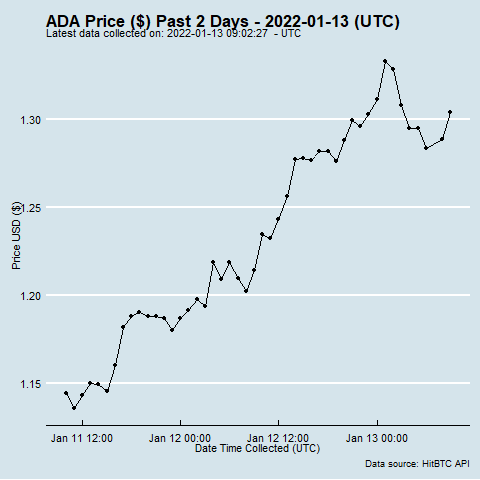 ADA Price ($) Past 2 Days - 2022-01-13 (UTC)
Latest data collected on: 2022-01-13 09:02:27 - UTC
Price USD ($)
1.30
1.25
1.20
1.15
Jan 11 12:00 Jan 12 00:00 Jan 12 12:00 Jan 13 00:00
Date Time Collected (UTC)
Data source: HitBTC API